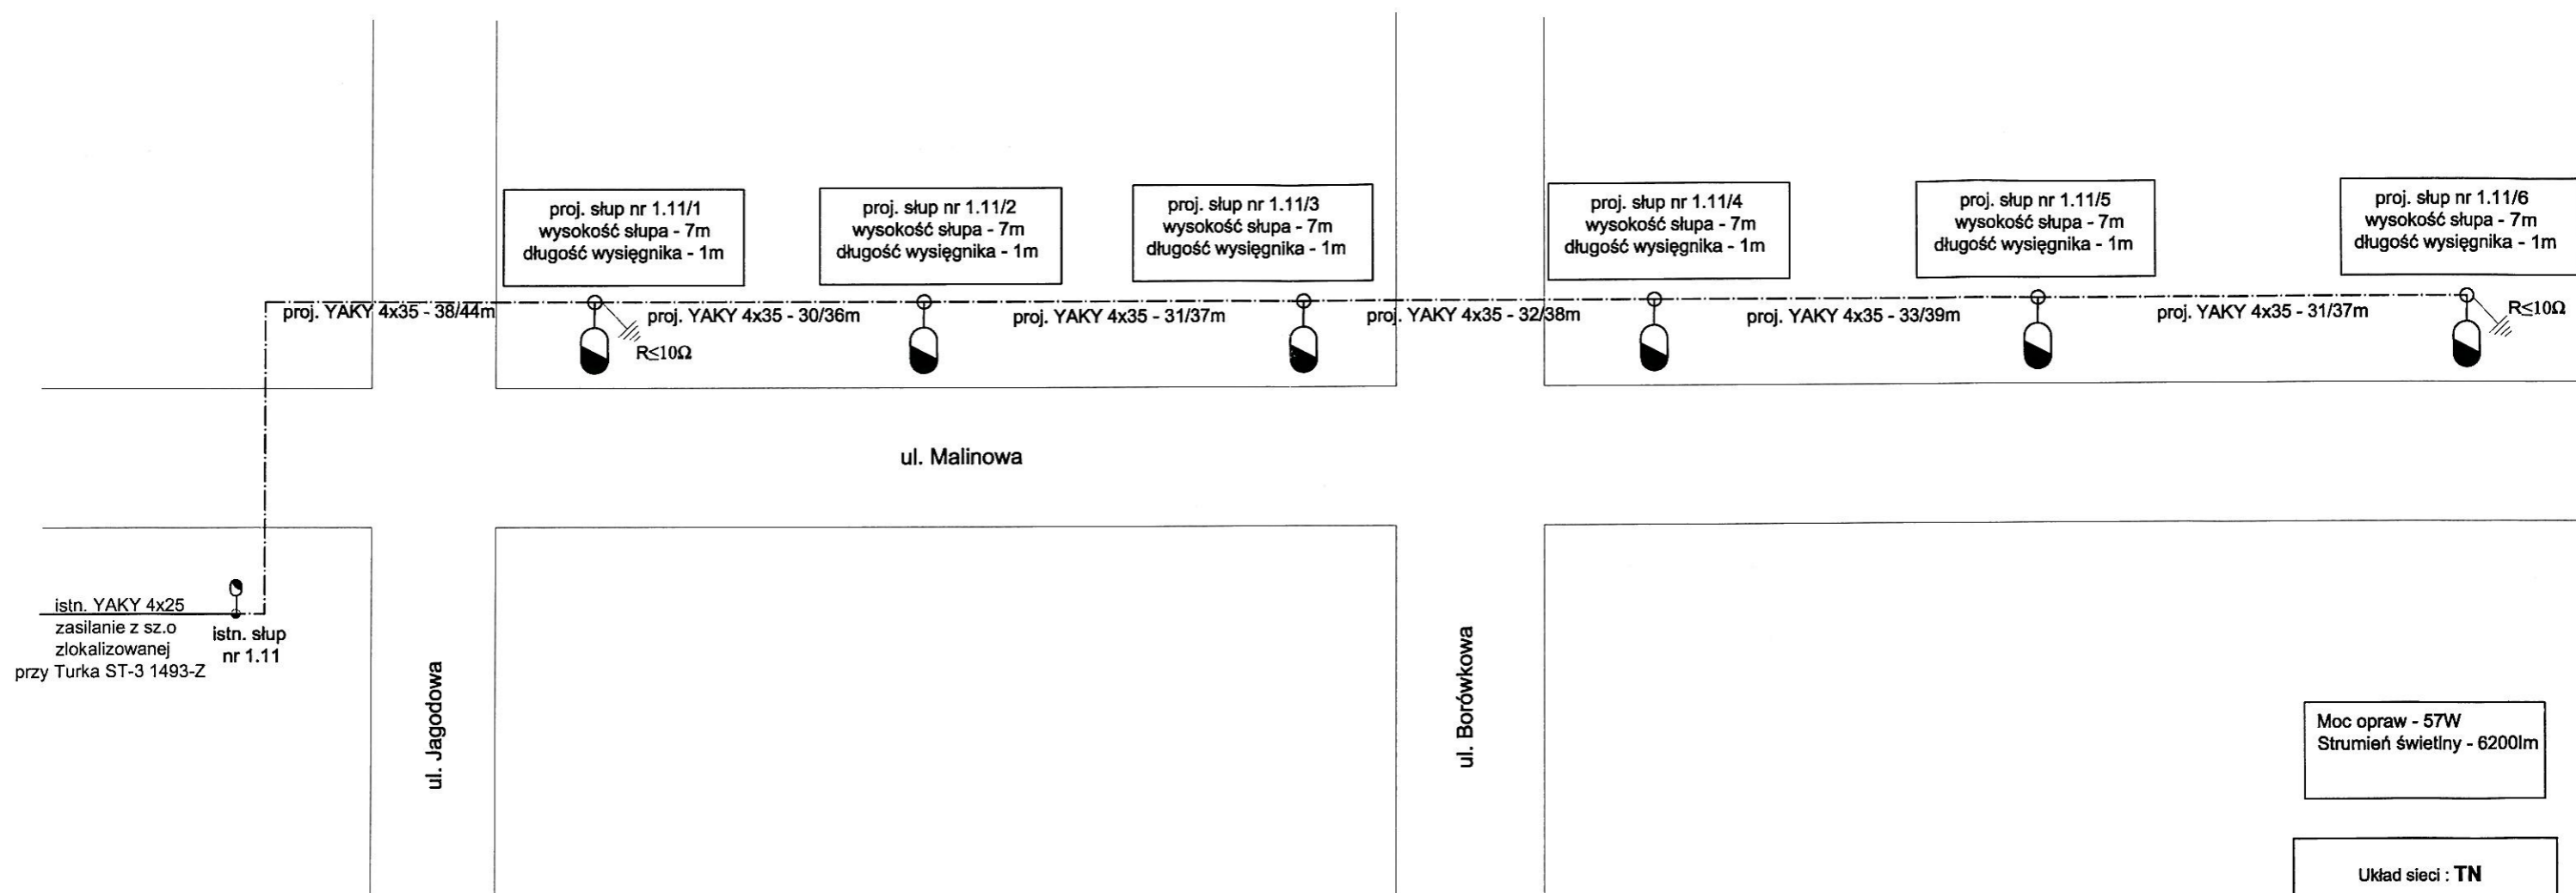 proj. słup nr 1.11/1
wysokość słupa - 7m
długość wysięgnika - 1m
proj. słup nr 1.11/2
wysokość słupa - 7m
długość wysięgnika - 1m
proj. słup nr 1.11/3
wysokość słupa - 7m
długość wysięgnika - 1m
proj. słup nr 1.11/4
wysokość słupa - 7m
długość wysięgnika - 1m
proj. słup nr 1.11/5
wysokość słupa - 7m
długość wysięgnika - 1m
proj. słup nr 1.11/6
wysokość słupa - 7m
długość wysięgnika - 1m
proj. YAKY 4x35 - 38/44m
R≤10Ω
proj. YAKY 4x35 - 30/36m
proj. YAKY 4x35 - 31/37m
proj. YAKY 4x35 - 32/38m
proj. YAKY 4x35 - 33/39m
proj. YAKY 4x35 - 31/37m
R≤10Ω
ul. Malinowa
istn. YAKY 4x25
zasilanie z sz.o
zlokalizowanej
przy Turka ST-3 1493-Z
istn. słup
nr 1.11
ul. Jagodowa
ul. Borówkowa
Moc opraw - 57W
Strumień świetlny - 6200lm
Układ sieci : TN